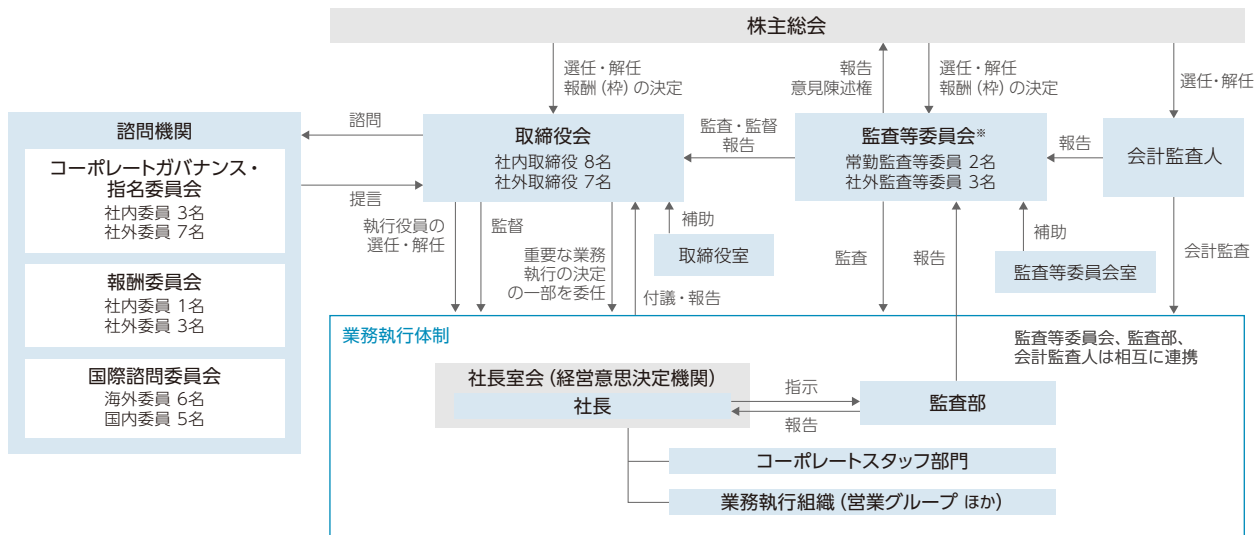 株主総会
選任・解任
報酬(枠)の決定
報告
意見陳述権
選任・解任
報酬(枠)の決定
選任・解任
諮問機関
コーポレートガバナンス・
指名委員会
社内委員 3名
社外委員 7名
報酬委員会
社内委員 1名
社外委員 3名
国際諮問委員会
海外委員 6名
国内委員 5名
諮問
提言
取締役会
社内取締役 8名
社外取締役 7名
監査・監督
報告
監査等委員会※
常勤監査等委員 2名
社外監査等委員 3名
報告
会計監査人
執行役員の
選任・解任
監督
重要な業務
執行の決定
の一部を委任
付議・報告
補助
取締役室
監査
報告
補助
監査等委員会室
会計監査
業務執行体制
監査等委員会、監査部、
会計監査人は相互に連携
社長室会(経営意思決定機関)
社長
指示
報告
監査部
コーポレートスタッフ部門
業務執行組織(営業グループ ほか)